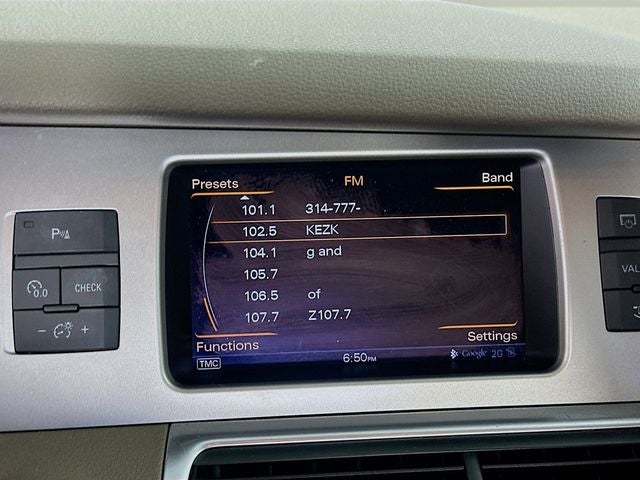 Presets FM Band
101.1 314-777-
102.5 KEZK
104.1 g and
105.7
106.5 of
107.7 Z107.7
Functions Settings
TMC 6:50PM Google 2G
P
0.0 CHECK
- +
VAL